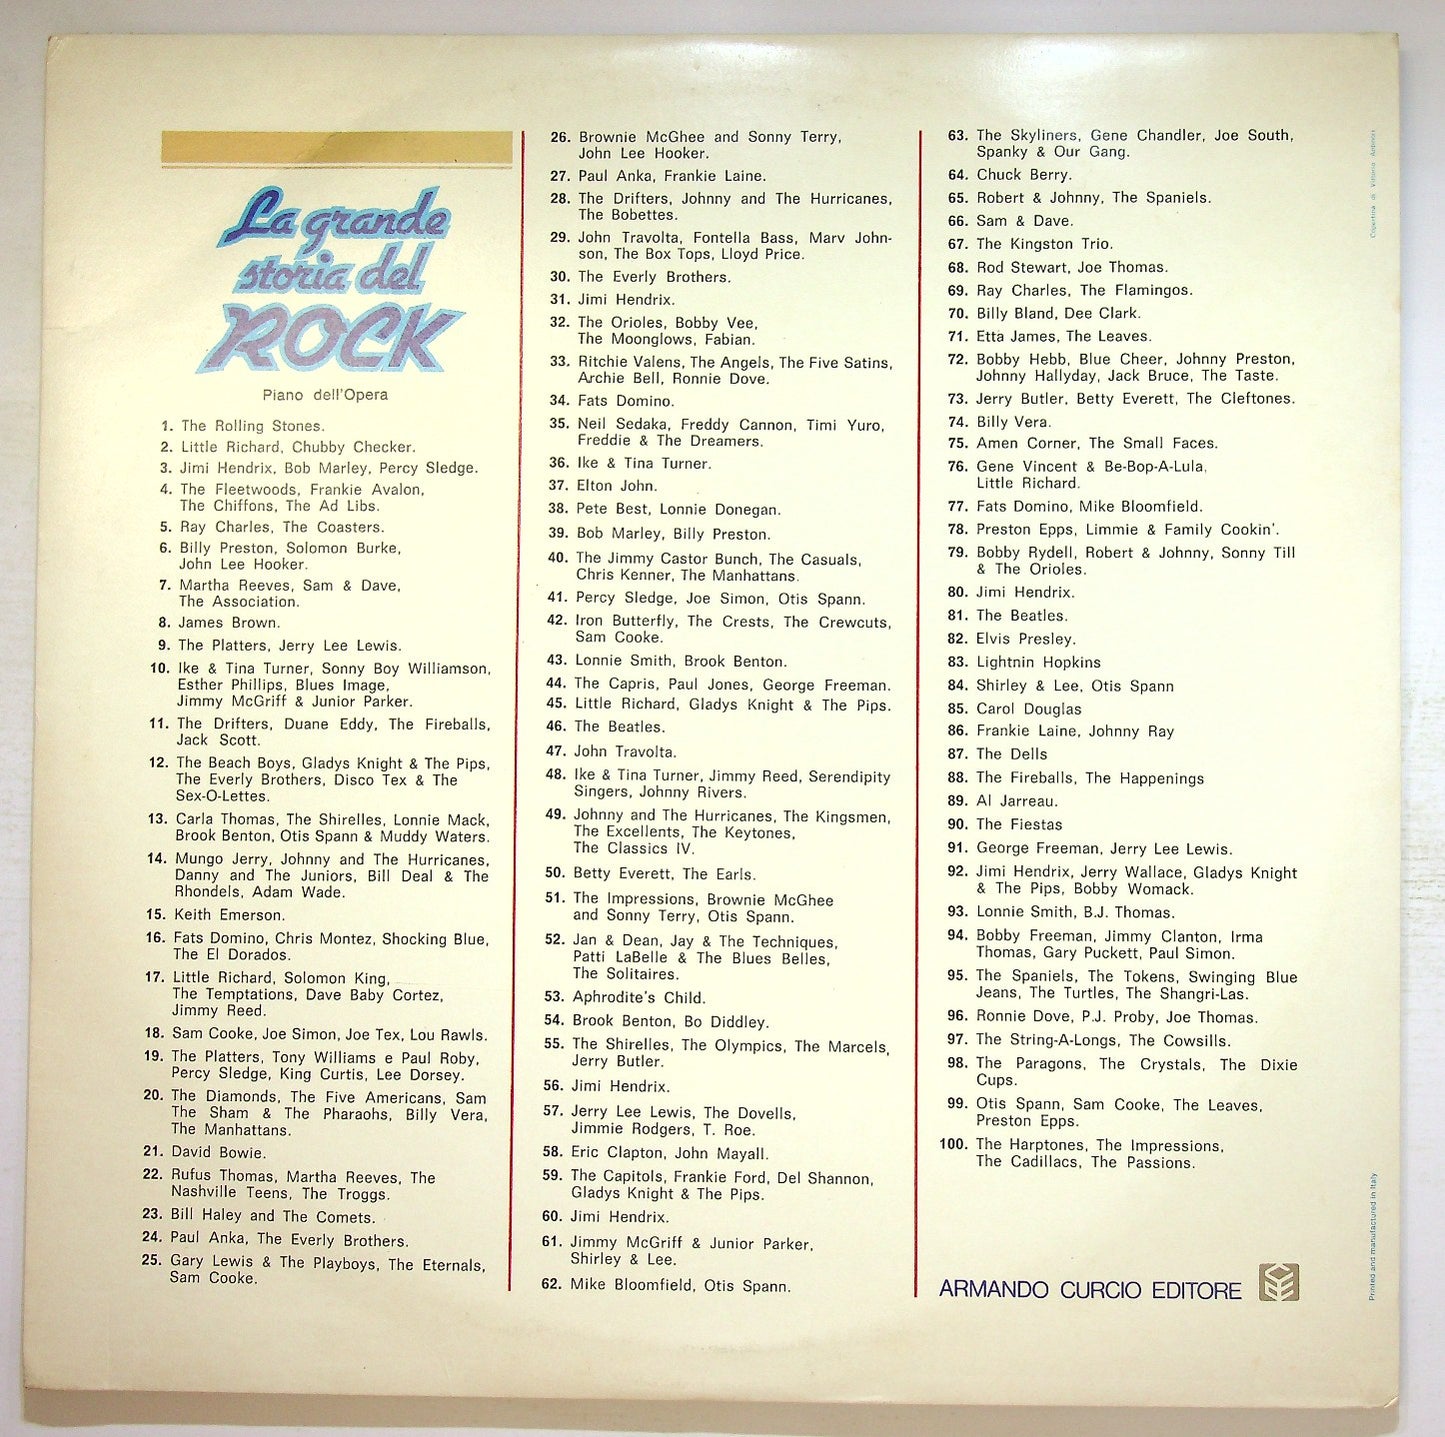 La grande
storia del
ROCK
Piano dell'Opera
1. The Rolling Stones.
2. Little Richard, Chubby Checker.
3. Jimi Hendrix, Bob Marley, Percy Sledge.
4. The Fleetwoods, Frankie Avalon,
The Chiffons, The Ad Libs.
5. Ray Charles, The Coasters.
6. Billy Preston, Solomon Burke,
John Lee Hooker.
7. Martha Reeves, Sam & Dave,
The Association.
8. James Brown.
9. The Platters, Jerry Lee Lewis.
10. Ike & Tina Turner, Sonny Boy Williamson,
Esther Phillips, Blues Image,
Jimmy McGriff & Junior Parker.
11. The Drifters, Duane Eddy, The Fireballs,
Jack Scott.
12. The Beach Boys, Gladys Knight & The Pips,
The Everly Brothers, Disco Tex & The
Sex-O-Lettes.
13. Carla Thomas, The Shirelles, Lonnie Mack,
Brook Benton, Otis Spann & Muddy Waters.
14. Mungo Jerry, Johnny and The Hurricanes,
Danny and The Juniors, Bill Deal & The
Rhondels, Adam Wade.
15. Keith Emerson.
16. Fats Domino, Chris Montez, Shocking Blue,
The El Dorados.
17. Little Richard, Solomon King,
The Temptations, Dave Baby Cortez,
Jimmy Reed.
18. Sam Cooke, Joe Simon, Joe Tex, Lou Rawls.
19. The Platters, Tony Williams e Paul Roby,
Percy Sledge, King Curtis, Lee Dorsey.
20. The Diamonds, The Five Americans, Sam
The Sham & The Pharaohs, Billy Vera,
The Manhattans.
21. David Bowie.
22. Rufus Thomas, Martha Reeves, The
Nashville Teens, The Troggs.
23. Bill Haley and The Comets.
24. Paul Anka, The Everly Brothers.
25. Gary Lewis & The Playboys, The Eternals,
Sam Cooke.
26. Brownie McGhee and Sonny Terry,
John Lee Hooker.
27. Paul Anka, Frankie Laine.
28. The Drifters, Johnny and The Hurricanes,
The Bobettes.
29. John Travolta, Fontella Bass, Marv John-
son, The Box Tops, Lloyd Price.
30. The Everly Brothers.
31. Jimi Hendrix.
32. The Orioles, Bobby Vee,
The Moonglows, Fabian.
33. Ritchie Valens, The Angels, The Five Satins,
Archie Bell, Ronnie Dove.
34. Fats Domino.
35. Neil Sedaka, Freddy Cannon, Timi Yuro,
Freddie & The Dreamers.
36. Ike & Tina Turner.
37. Elton John.
38. Pete Best, Lonnie Donegan.
39. Bob Marley, Billy Preston.
40. The Jimmy Castor Bunch, The Casuals,
Chris Kenner, The Manhattans.
41. Percy Sledge, Joe Simon, Otis Spann.
42. Iron Butterfly, The Crests, The Crewcuts,
Sam Cooke.
43. Lonnie Smith, Brook Benton.
44. The Capris, Paul Jones, George Freeman.
45. Little Richard, Gladys Knight & The Pips.
46. The Beatles.
47. John Travolta.
48. Ike & Tina Turner, Jimmy Reed, Serendipity
Singers, Johnny Rivers.
49. Johnny and The Hurricanes, The Kingsmen,
The Excellents, The Keytones,
The Classics IV.
50. Betty Everett, The Earls.
51. The Impressions, Brownie McGhee
and Sonny Terry, Otis Spann.
52. Jan & Dean, Jay & The Techniques,
Patti LaBelle & The Blues Belles,
The Solitaires.
53. Aphrodite's Child.
54. Brook Benton, Bo Diddley.
55. The Shirelles, The Olympics, The Marcels,
Jerry Butler.
56. Jimi Hendrix.
57. Jerry Lee Lewis, The Dovells,
Jimmie Rodgers, T. Roe.
58. Eric Clapton, John Mayall.
59. The Capitols, Frankie Ford, Del Shannon,
Gladys Knight & The Pips.
60. Jimi Hendrix.
61. Jimmy McGriff & Junior Parker,
Shirley & Lee.
62. Mike Bloomfield, Otis Spann.
63. The Skyliners, Gene Chandler, Joe South,
Spanky & Our Gang.
64. Chuck Berry.
65. Robert & Johnny, The Spaniels.
66. Sam & Dave.
67. The Kingston Trio.
68. Rod Stewart, Joe Thomas.
69. Ray Charles, The Flamingos.
70. Billy Bland, Dee Clark.
71. Etta James, The Leaves.
72. Bobby Hebb, Blue Cheer, Johnny Preston,
Johnny Hallyday, Jack Bruce, The Taste.
73. Jerry Butler, Betty Everett, The Cleftones.
74. Billy Vera.
75. Amen Corner, The Small Faces.
76. Gene Vincent & Be-Bop-A-Lula,
Little Richard.
77. Fats Domino, Mike Bloomfield.
78. Preston Epps, Limmie & Family Cookin'.
79. Bobby Rydell, Robert & Johnny, Sonny Till
& The Orioles.
80. Jimi Hendrix.
81. The Beatles.
82. Elvis Presley.
83. Lightnin Hopkins
84. Shirley & Lee, Otis Spann
85. Carol Douglas
86. Frankie Laine, Johnny Ray
87. The Dells
88. The Fireballs, The Happenings
89. Al Jarreau.
90. The Fiestas
91. George Freeman, Jerry Lee Lewis.
92. Jimi Hendrix, Jerry Wallace, Gladys Knight
& The Pips, Bobby Womack.
93. Lonnie Smith, B.J. Thomas.
94. Bobby Freeman, Jimmy Clanton, Irma
Thomas, Gary Puckett, Paul Simon.
95. The Spaniels, The Tokens, Swinging Blue
Jeans, The Turtles, The Shangri-Las.
96. Ronnie Dove, P.J. Proby, Joe Thomas.
97. The String-A-Longs, The Cowsills.
98. The Paragons, The Crystals, The Dixie
Cups.
99. Otis Spann, Sam Cooke, The Leaves,
Preston Epps.
100. The Harptones, The Impressions,
The Cadillacs, The Passions.
ARMANDO CURCIO EDITORE
Copertina di Vittorio Antinori
Printed and manufactured in Italy